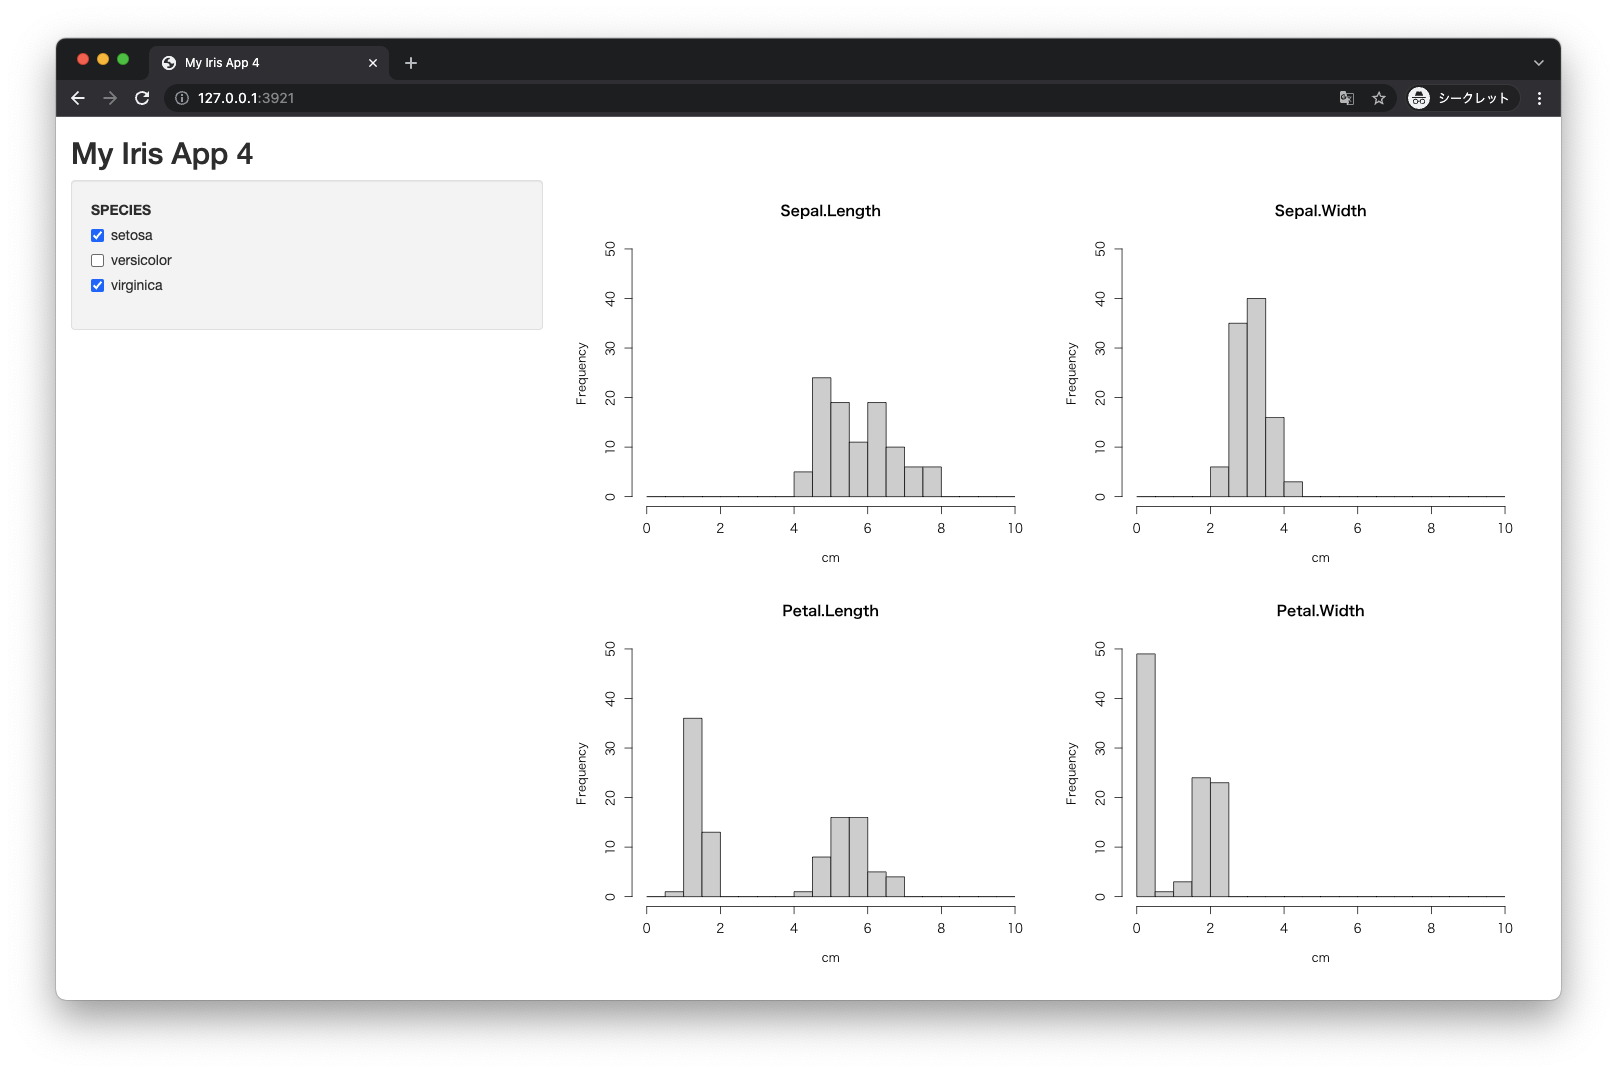 My Iris App 4
127.0.0.1:3921
シークレット
My Iris App 4
SPECIES
setosa
versicolor
virginica
Sepal.Length
Frequency
0 10 20 30 40 50
0 2 4 6 8 10
cm
Sepal.Width
Frequency
0 10 20 30 40 50
0 2 4 6 8 10
cm
Petal.Length
Frequency
0 10 20 30 40 50
0 2 4 6 8 10
cm
Petal.Width
Frequency
0 10 20 30 40 50
0 2 4 6 8 10
cm